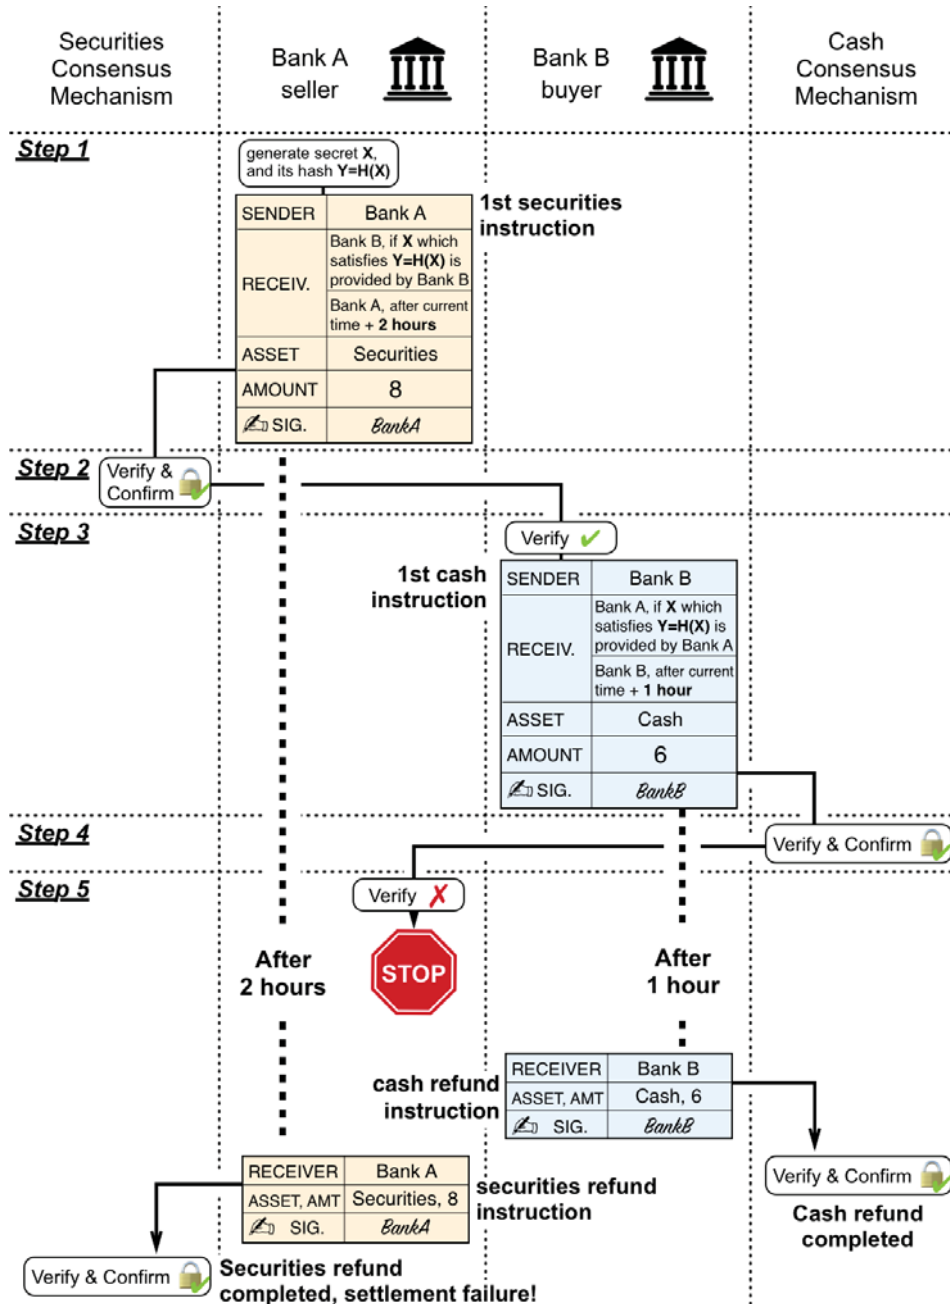 Securities
Consensus
Mechanism
Bank A
seller
Bank B
buyer
Cash
Consensus
Mechanism
Step 1
generate secret X,
and its hash Y=H(X)
1st securities
instruction
SENDER
Bank A
RECEIV.
Bank B, if X which
satisfies Y=H(X) is
provided by Bank B
Bank A, after current
time + 2 hours
ASSET
Securities
AMOUNT
8
SIG.
BankA
Step 2
Verify &
Confirm
Step 3
Verify
1st cash
instruction
SENDER
Bank B
RECEIV.
Bank A, if X which
satisfies Y=H(X) is
provided by Bank A
Bank B, after current
time + 1 hour
ASSET
Cash
AMOUNT
6
SIG.
BankB
Step 4
Verify & Confirm
Step 5
Verify
STOP
After
2 hours
After
1 hour
cash refund
instruction
RECEIVER
Bank B
ASSET, AMT
Cash, 6
SIG.
BankB
RECEIVER
Bank A
ASSET, AMT
Securities, 8
SIG.
BankA
securities refund
instruction
Verify & Confirm
Cash refund
completed
Verify & Confirm
Securities refund
completed, settlement failure!